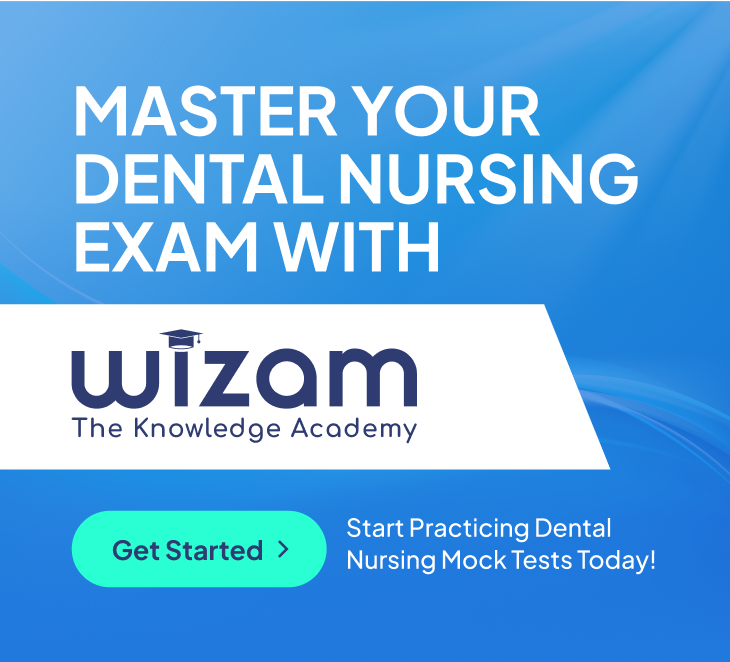 MASTER YOUR
DENTAL NURSING
EXAM WITH
wizam
The Knowledge Academy
Get Started
Start Practicing Dental
Nursing Mock Tests Today!